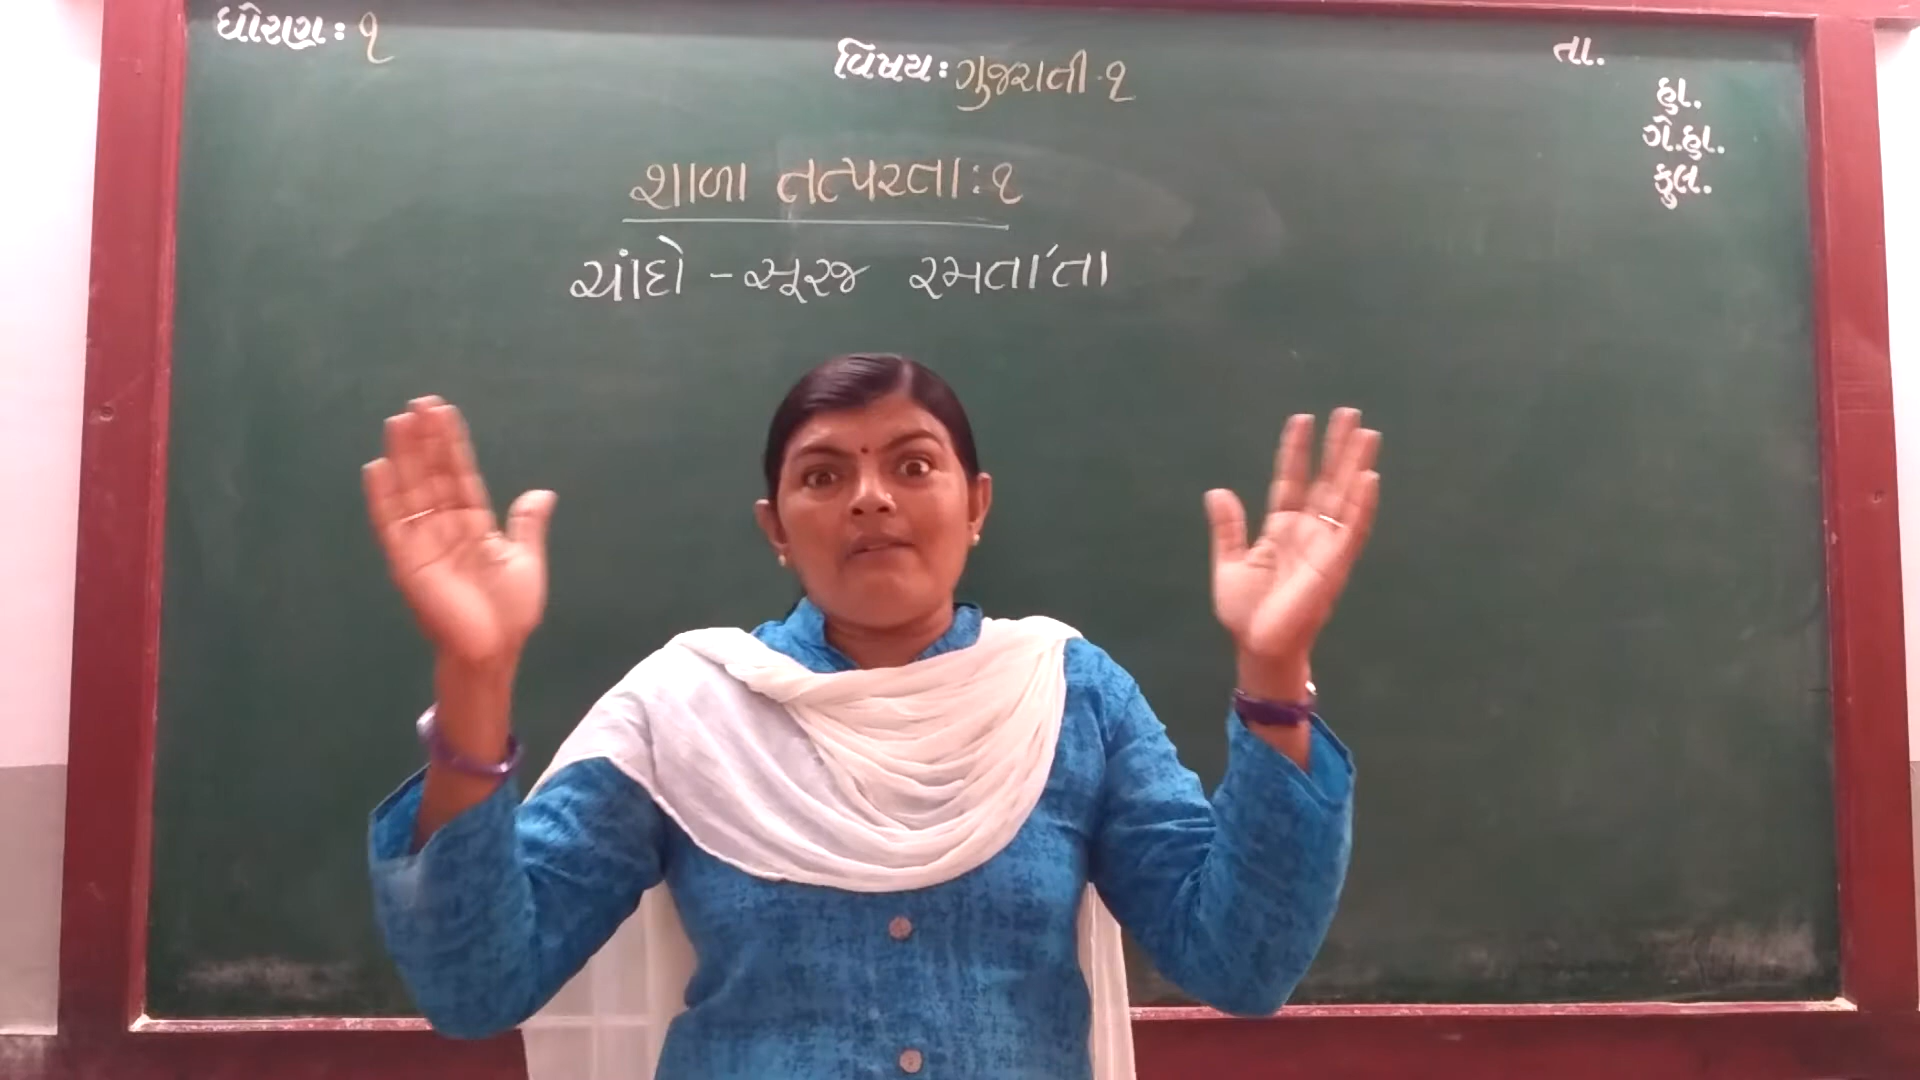 ધોરણ: ૧
વિષય: ગુજરાતી-૧
તા.
હા.
ગે.હા.
કુલ.
શાળા તત્પરતા: ૧
ચાંદો - સૂરજ રમતા'તા